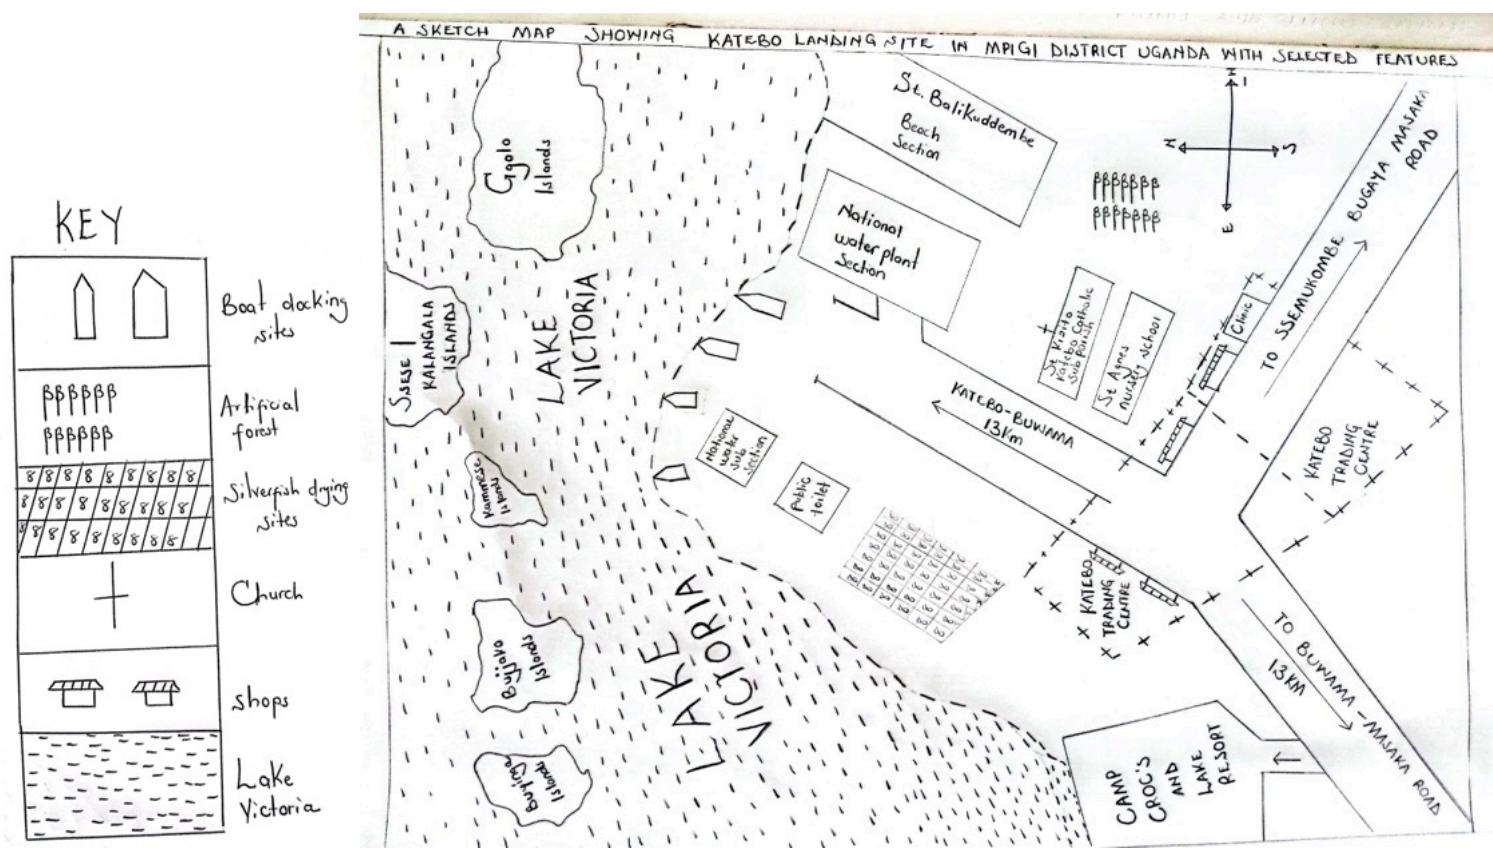 A SKETCH MAP SHOWING KATEBO LANDING SITE IN MPIGI DISTRICT UGANDA WITH SELECTED FEATURES
KEY
Boat docking
sites
Artificial
forest
Silverfish drying
sites
Church
shops
Lake
Victoria
Ggolo
Islands
SSESE
KALANGALA
ISLANDS
LAKE
VICTORIA
Kammese
Islands
Bujjavo
Islands
Buyiiga
Islands
LAKE
VICTORIA
St. Balikuddembe
Beach
Section
National
water plant
Section
National
water
sub
section
Public
toilet
KATEBO-BUWAMA
13Km
St Vizito
Katebo Catholic
Sub parish
St Agnes
nursery school
Clinic
N
S
E
TO SSEMUKOMBE BUGAYA MASAKA
ROAD
KATEBO
TRADING
CENTRE
KATEBO
TRADING
CENTRE
TO BUWAMA-MASAKA ROAD
13KM
CAMP
CROC'S
AND
LAKE
RESORT